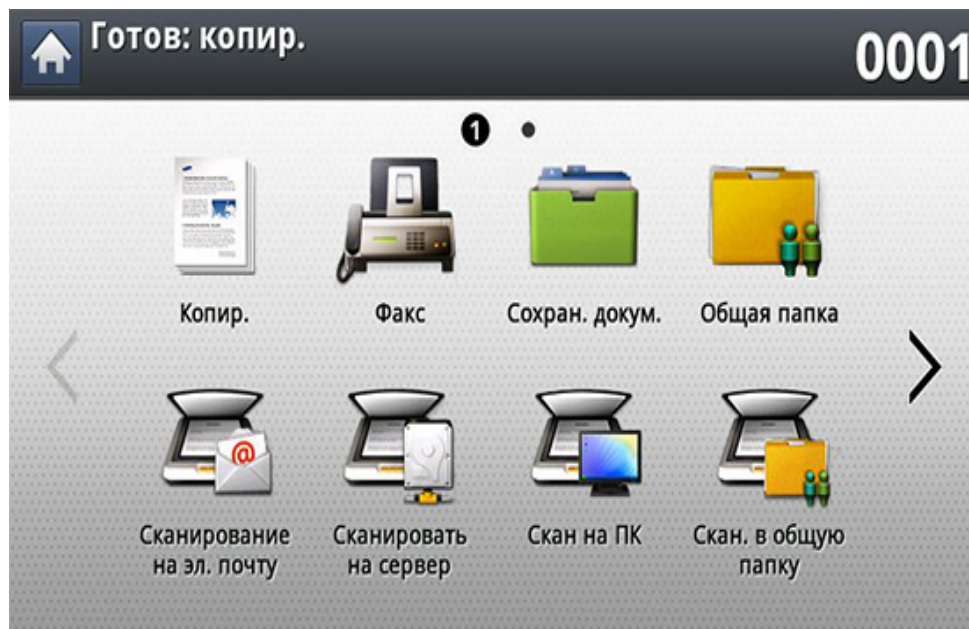 Готов: копир.
0001
1
Копир.
Факс
Сохран. докум.
Общая папка
Сканирование
на эл. почту
Сканировать
на сервер
Скан на ПК
Скан. в общую
папку